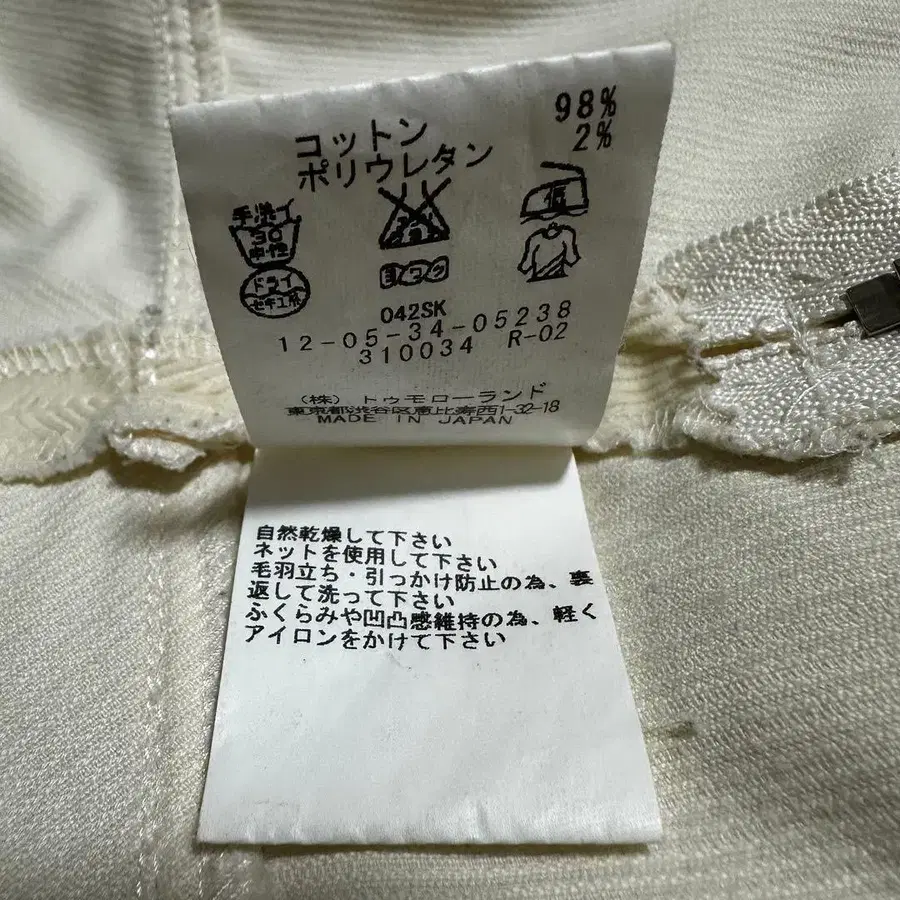 コットン 98%
ポリウレタン 2%
手洗イ
30
中性
ドライ
セキユ系
042SK
12-05-34-05238
310034 R-02
(株) トゥモローランド
東京都渋谷区恵比寿西1-32-18
MADE IN JAPAN
自然乾燥して下さい
ネットを使用して下さい
毛羽立ち・引っかけ防止の為、裏
返して洗って下さい
ふくらみや凹凸感維持の為、軽く
アイロンをかけて下さい